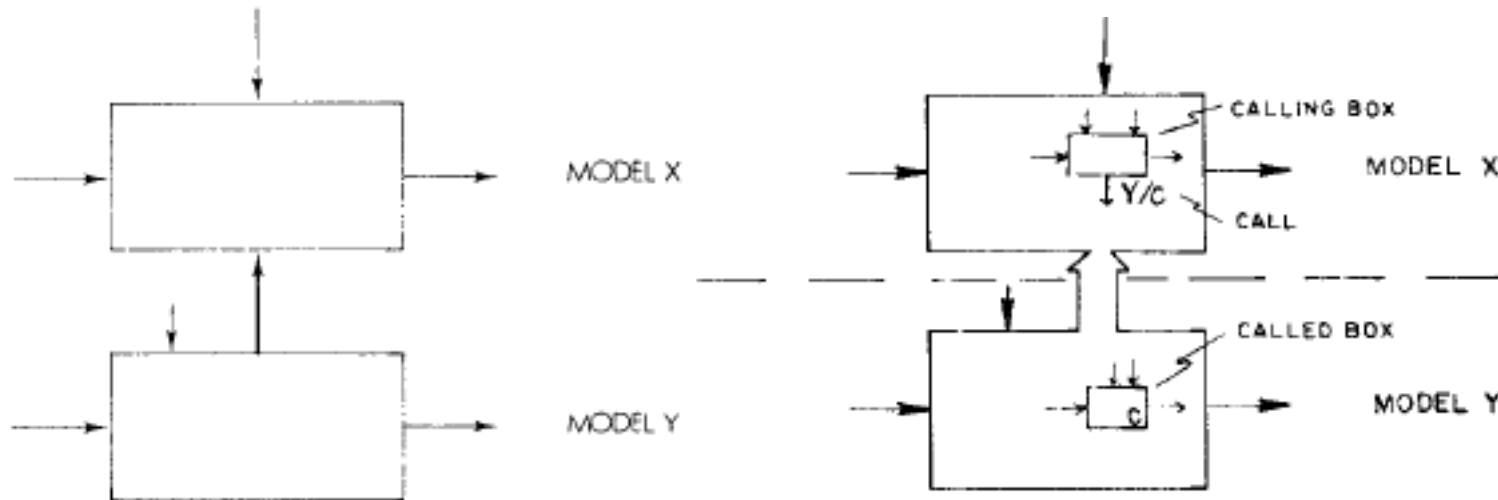 MODEL X
MODEL Y
CALLING BOX
MODEL X
Y/C
CALL
CALLED BOX
C
MODEL Y